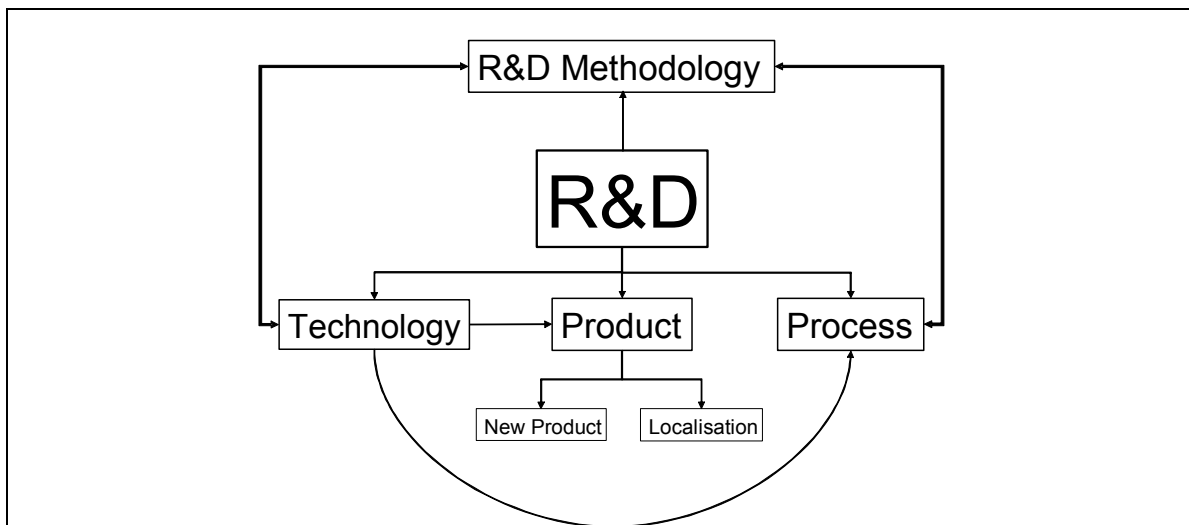 R&D Methodology
R&D
Technology
Product
Process
New Product
Localisation